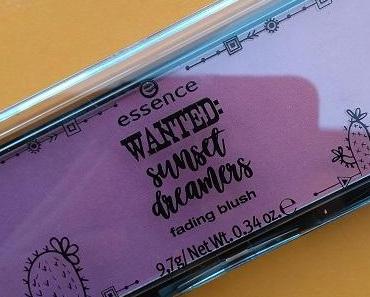 essence
WANTED:
sunset
dreamers
fading blush
9,7g/Net Wt. 0.34 oz. ℮